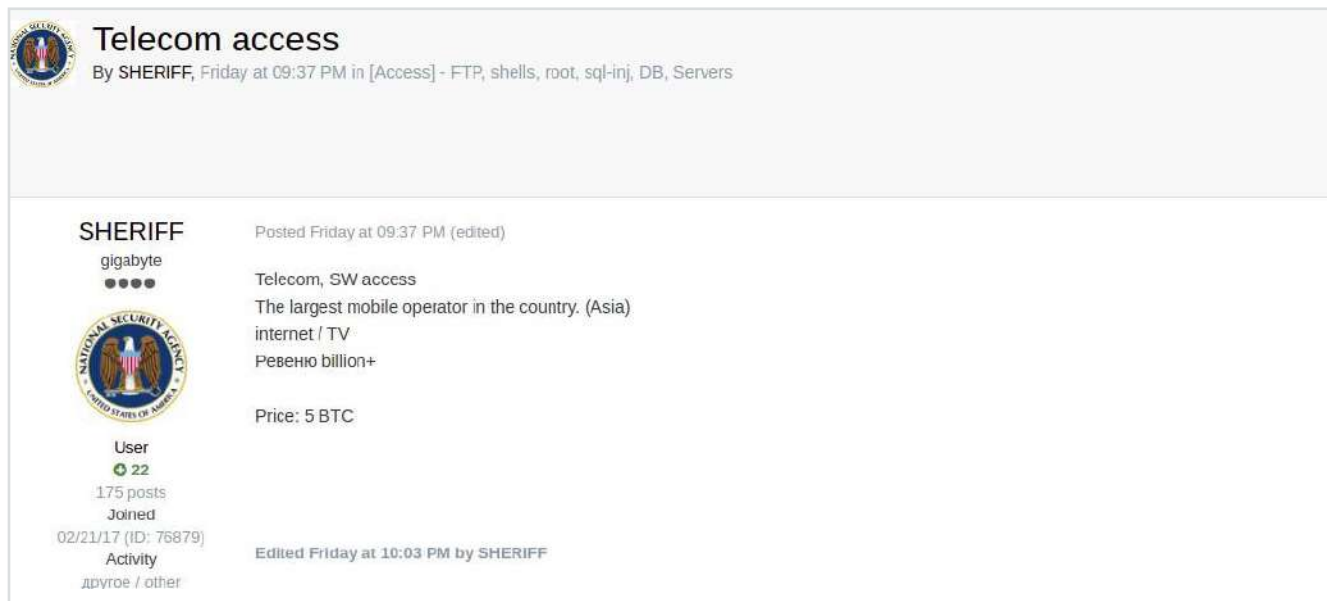 Telecom access
By SHERIFF, Friday at 09:37 PM in [Access] - FTP, shells, root, sql-inj, DB, Servers
SHERIFF
gigabyte
NATIONAL SECURITY AGENCY
UNITED STATES OF AMERICA
User
22
175 posts
Joined
02/21/17 (ID: 76879)
Activity
другое / other
Posted Friday at 09:37 PM (edited)
Telecom, SW access
The largest mobile operator in the country. (Asia)
internet / TV
Ревеню billion+
Price: 5 BTC
Edited Friday at 10:03 PM by SHERIFF